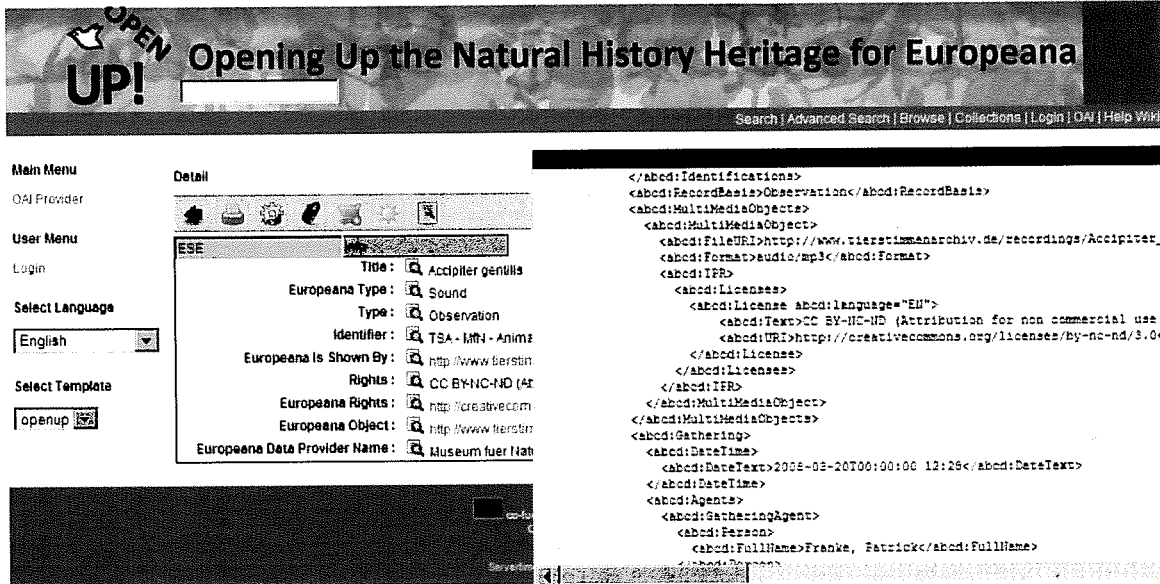 OPEN UP!
Opening Up the Natural History Heritage for Europeana
Search | Advanced Search | Browse | Collections | Login | OAI | Help Wiki
Main Menu
OAI Provider
User Menu
Login
Select Language
English
Select Template
openup
Detail
ESE
Title : Accipiter gentilis
Europeana Type : Sound
Type : Observation
Identifier : TSA - MfN - Anima
Europeana Is Shown By : http://www.tierstim
Rights : CC BY-NC-ND (At
Europeana Rights : http://creativecom
Europeana Object : http://www.tierstim
Europeana Data Provider Name : Museum fuer Nat
co-fu
</abcd:Identifications>
<abcd:RecordBasis>Observation</abcd:RecordBasis>
<abcd:MultiMediaObjects>
<abcd:MultiMediaObject>
<abcd:FileURI>http://www.tierstimmenarchiv.de/recordings/Accipiter_
<abcd:Format>audio/mp3</abcd:Format>
<abcd:IPR>
<abcd:Licenses>
<abcd:License abcd:language="EN">
<abcd:Text>CC BY-NC-ND (Attribution for non commercial use
<abcd:URI>http://creativecommons.org/licenses/by-nc-nd/3.0<
</abcd:License>
</abcd:Licenses>
</abcd:IPR>
</abcd:MultiMediaObject>
</abcd:MultiMediaObjects>
<abcd:Gathering>
<abcd:DateTime>
<abcd:DateText>2008-03-20T00:00:00 12:28</abcd:DateText>
</abcd:DateTime>
<abcd:Agents>
<abcd:GatheringAgent>
<abcd:Person>
<abcd:FullName>Franke, Patrick</abcd:FullName>
</abcd:Person>